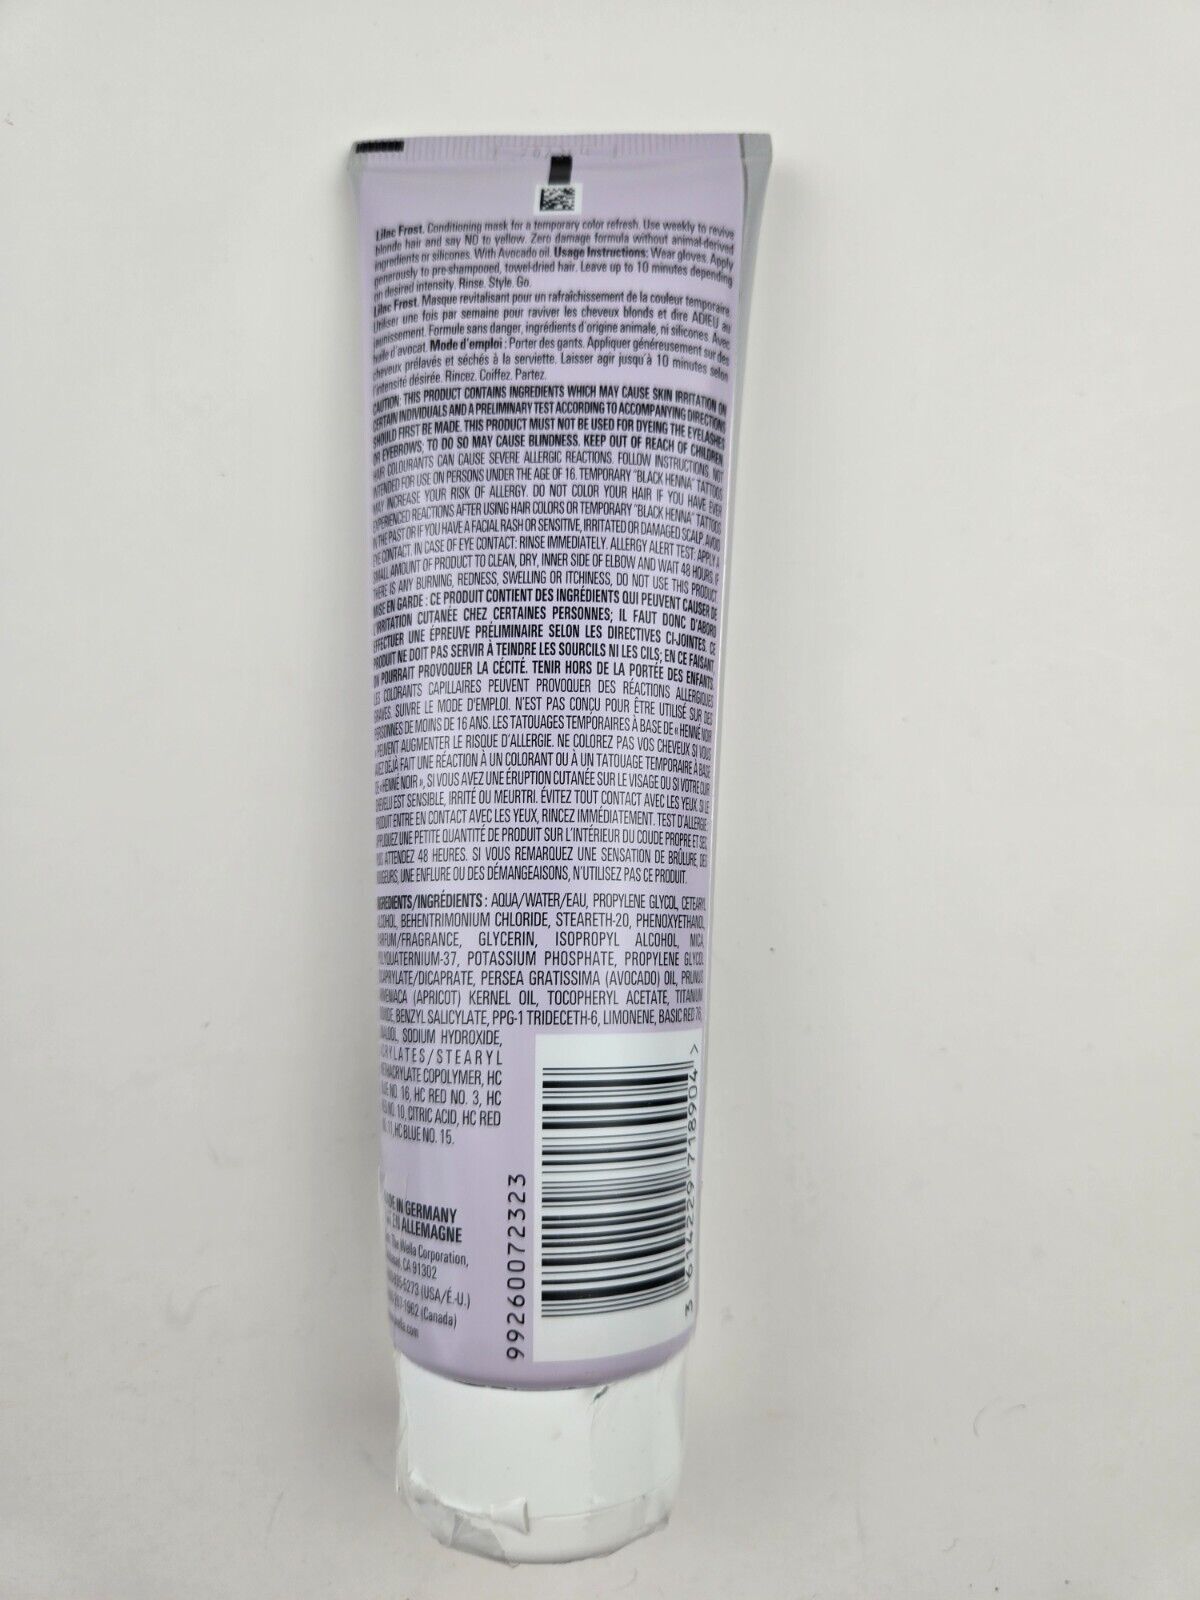 Lilac Frost. Conditioning mask for a temporary color refresh. Use weekly to revive
blonde hair and say NO to yellow. Zero damage formula without animal-derived
ingredients or silicones. With Avocado oil. Usage Instructions: Wear gloves. Apply
generously to pre-shampooed, towel-dried hair. Leave up to 10 minutes depending
on desired intensity. Rinse. Style. Go.
Lilac Frost. Masque revitalisant pour un rafraîchissement de la couleur temporaire.
Utiliser une fois par semaine pour raviver les cheveux blonds et dire ADIEU au
jaunissement. Formule sans danger, ingrédients d'origine animale, ni silicones. Avec
huile d'avocat. Mode d'emploi : Porter des gants. Appliquer généreusement sur des
cheveux prélavés et séchés à la serviette. Laisser agir jusqu'à 10 minutes selon
l'intensité désirée. Rincez. Coiffez. Partez.
CAUTION: THIS PRODUCT CONTAINS INGREDIENTS WHICH MAY CAUSE SKIN IRRITATION ON
CERTAIN INDIVIDUALS AND A PRELIMINARY TEST ACCORDING TO ACCOMPANYING DIRECTIONS
SHOULD FIRST BE MADE. THIS PRODUCT MUST NOT BE USED FOR DYEING THE EYELASHES
OR EYEBROWS; TO DO SO MAY CAUSE BLINDNESS. KEEP OUT OF REACH OF CHILDREN.
HAIR COLOURANTS CAN CAUSE SEVERE ALLERGIC REACTIONS. FOLLOW INSTRUCTIONS. NOT
INTENDED FOR USE ON PERSONS UNDER THE AGE OF 16. TEMPORARY "BLACK HENNA" TATTOOS
MAY INCREASE YOUR RISK OF ALLERGY. DO NOT COLOR YOUR HAIR IF YOU HAVE EVER
EXPERIENCED REACTIONS AFTER USING HAIR COLORS OR TEMPORARY "BLACK HENNA" TATTOOS
IN THE PAST OR IF YOU HAVE A FACIAL RASH OR SENSITIVE, IRRITATED OR DAMAGED SCALP. AVOID
EYE CONTACT. IN CASE OF EYE CONTACT: RINSE IMMEDIATELY. ALLERGY ALERT TEST: APPLY A
SMALL AMOUNT OF PRODUCT TO CLEAN, DRY, INNER SIDE OF ELBOW AND WAIT 48 HOURS. IF
THERE IS ANY BURNING, REDNESS, SWELLING OR ITCHINESS, DO NOT USE THIS PRODUCT.
MISE EN GARDE : CE PRODUIT CONTIENT DES INGRÉDIENTS QUI PEUVENT CAUSER DE
L'IRRITATION CUTANÉE CHEZ CERTAINES PERSONNES; IL FAUT DONC D'ABORD
EFFECTUER UNE ÉPREUVE PRÉLIMINAIRE SELON LES DIRECTIVES CI-JOINTES. CE
PRODUIT NE DOIT PAS SERVIR À TEINDRE LES SOURCILS NI LES CILS; EN CE FAISANT
ON POURRAIT PROVOQUER LA CÉCITÉ. TENIR HORS DE LA PORTÉE DES ENFANTS.
LES COLORANTS CAPILLAIRES PEUVENT PROVOQUER DES RÉACTIONS ALLERGIQUES
GRAVES. SUIVRE LE MODE D'EMPLOI. N'EST PAS CONÇU POUR ÊTRE UTILISÉ SUR DES
PERSONNES DE MOINS DE 16 ANS. LES TATOUAGES TEMPORAIRES À BASE DE « HENNÉ NOIR
» PEUVENT AUGMENTER LE RISQUE D'ALLERGIE. NE COLOREZ PAS VOS CHEVEUX SI VOUS
AVEZ DÉJÀ FAIT UNE RÉACTION À UN COLORANT OU À UN TATOUAGE TEMPORAIRE À BASE
DE « HENNÉ NOIR », SI VOUS AVEZ UNE ÉRUPTION CUTANÉE SUR LE VISAGE OU SI VOTRE CUIR
CHEVELU EST SENSIBLE, IRRITÉ OU MEURTRI. ÉVITEZ TOUT CONTACT AVEC LES YEUX. SI LE
PRODUIT ENTRE EN CONTACT AVEC LES YEUX, RINCEZ IMMÉDIATEMENT. TEST D'ALLERGIE:
APPLIQUEZ UNE PETITE QUANTITÉ DE PRODUIT SUR L'INTÉRIEUR DU COUDE PROPRE ET SEC
PUIS ATTENDEZ 48 HEURES. SI VOUS REMARQUEZ UNE SENSATION DE BRÛLURE, DES
ROUGEURS, UNE ENFLURE OU DES DÉMANGEAISONS, N'UTILISEZ PAS CE PRODUIT.
INGREDIENTS/INGRÉDIENTS : AQUA/WATER/EAU, PROPYLENE GLYCOL, CETEARYL
ALCOHOL, BEHENTRIMONIUM CHLORIDE, STEARETH-20, PHENOXYETHANOL,
PARFUM/FRAGRANCE, GLYCERIN, ISOPROPYL ALCOHOL, MICA,
POLYQUATERNIUM-37, POTASSIUM PHOSPHATE, PROPYLENE GLYCOL
DICAPRYLATE/DICAPRATE, PERSEA GRATISSIMA (AVOCADO) OIL, PRUNUS
ARMENIACA (APRICOT) KERNEL OIL, TOCOPHERYL ACETATE, TITANIUM
DIOXIDE, BENZYL SALICYLATE, PPG-1 TRIDECETH-6, LIMONENE, BASIC RED 76,
LINALOOL, SODIUM HYDROXIDE,
ACRYLATES/STEARYL
METHACRYLATE COPOLYMER, HC
BLUE NO. 16, HC RED NO. 3, HC
RED NO. 10, CITRIC ACID, HC RED
NO. 11, HC BLUE NO. 15.
MADE IN GERMANY
EN ALLEMAGNE
The Wella Corporation,
CA 91302
5273 (USA/É.-U.)
1962 (Canada)
99260072323
3 614229 718904 >